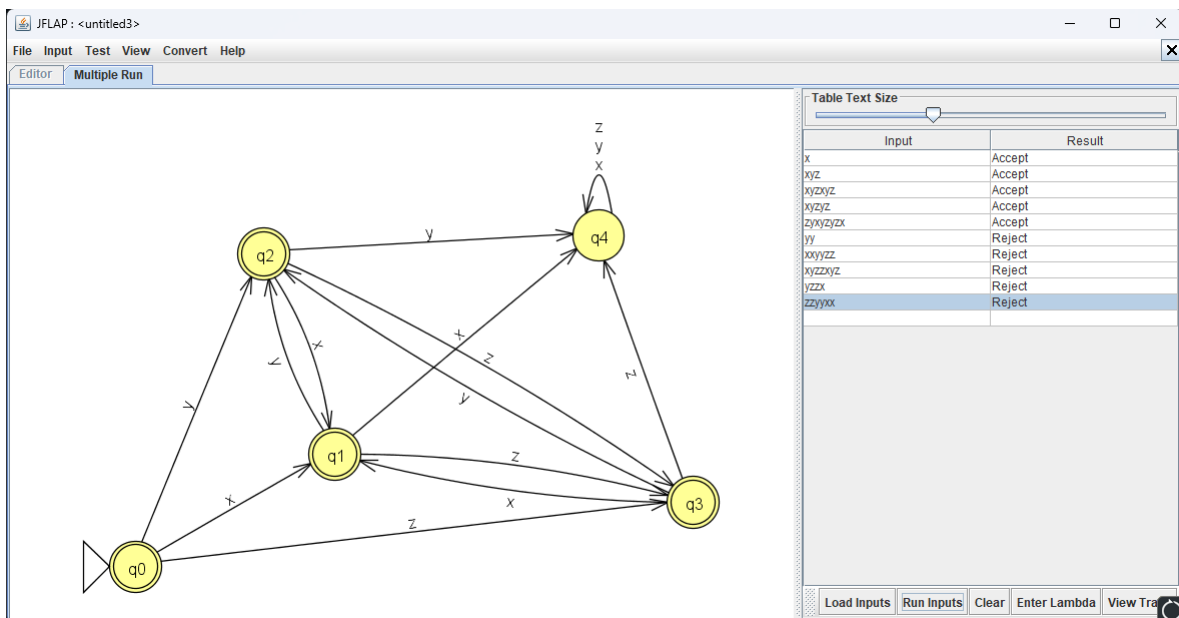 JFLAP : <untitled3>
File Input Test View Convert Help
Editor Multiple Run
Table Text Size
Input Result
x Accept
xyz Accept
xyzxyz Accept
xyzyz Accept
zyxyzyzx Accept
yy Reject
xxyyzz Reject
xyzzxyz Reject
yzzx Reject
zzyyxx Reject
z
y
x
q4
q2
y
x
y
x
z
y
z
y
q1
z
x
q3
x
z
q0
Load Inputs Run Inputs Clear Enter Lambda View Tra